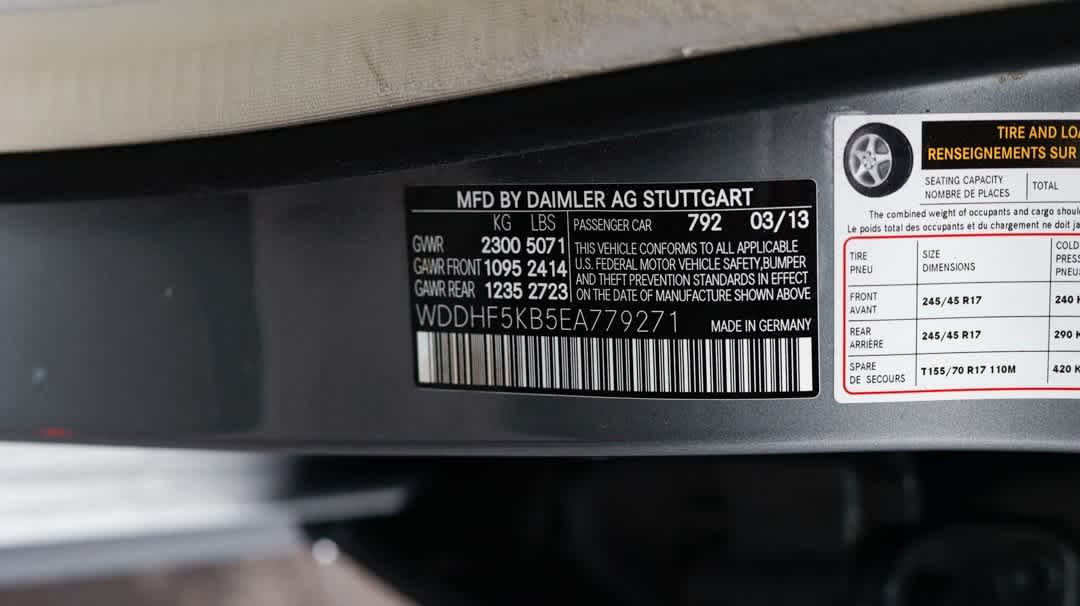 MFD BY DAIMLER AG STUTTGART
KG LBS
GVWR 2300 5071
GAWR FRONT 1095 2414
GAWR REAR 1235 2723
PASSENGER CAR 792 03/13
THIS VEHICLE CONFORMS TO ALL APPLICABLE
U.S. FEDERAL MOTOR VEHICLE SAFETY,BUMPER
AND THEFT PREVENTION STANDARDS IN EFFECT
ON THE DATE OF MANUFACTURE SHOWN ABOVE
WDDHF5KB5EA779271 MADE IN GERMANY
TIRE AND
RENSEIGNEMENTS SUR
SEATING CAPACITY
NOMBRE DE PLACES
TOTAL
The combined weight of occupants and cargo
Le poids total des occupants et du chargement ne doit
TIRE
PNEU
SIZE
DIMENSIONS
COLD
FRONT
AVANT
245/45 R17
240
REAR
ARRIÈRE
245/45 R17
290
SPARE
DE SECOURS
T155/70 R17 110M
420